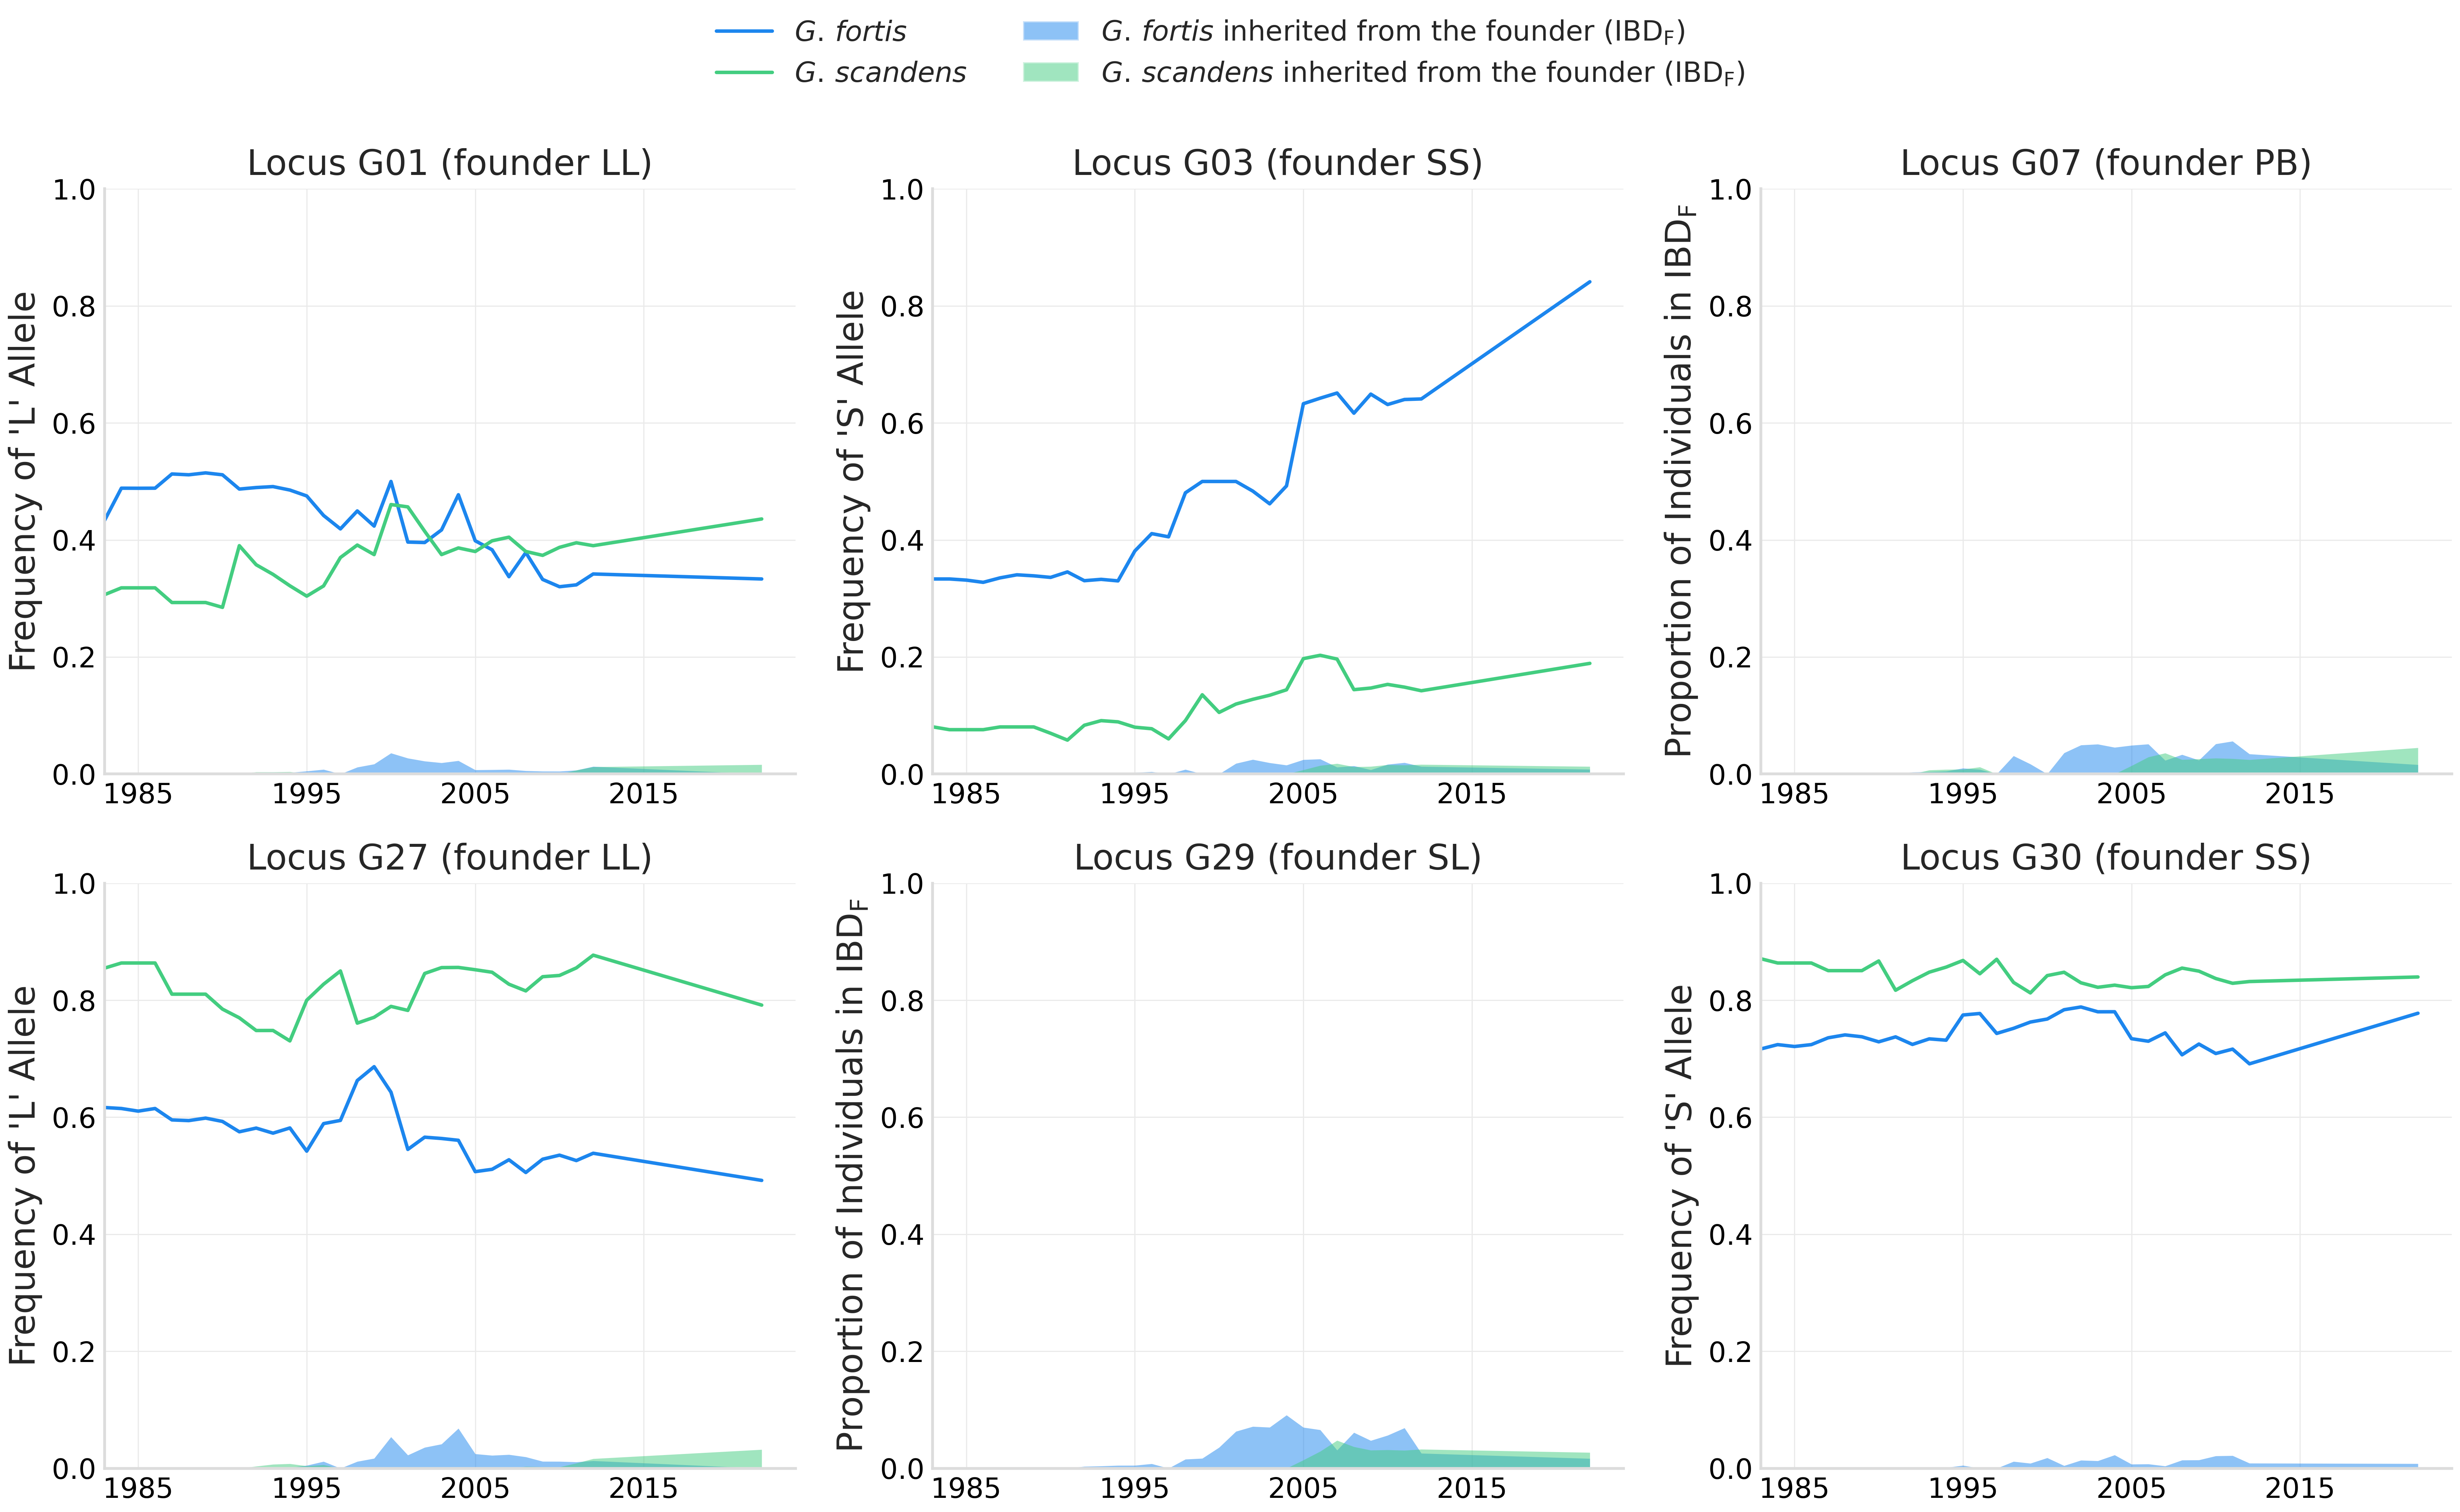 G. fortis
G. scandens
G. fortis inherited from the founder (IBDF)
G. scandens inherited from the founder (IBDF)
Locus G01 (founder LL)
Frequency of 'L' Allele
1.0
0.8
0.6
0.4
0.2
0.0
1985 1995 2005 2015
Locus G03 (founder SS)
Frequency of 'S' Allele
1.0
0.8
0.6
0.4
0.2
0.0
1985 1995 2005 2015
Locus G07 (founder PB)
Proportion of Individuals in IBDF
1.0
0.8
0.6
0.4
0.2
0.0
1985 1995 2005 2015
Locus G27 (founder LL)
Frequency of 'L' Allele
1.0
0.8
0.6
0.4
0.2
0.0
1985 1995 2005 2015
Locus G29 (founder SL)
Proportion of Individuals in IBDF
1.0
0.8
0.6
0.4
0.2
0.0
1985 1995 2005 2015
Locus G30 (founder SS)
Frequency of 'S' Allele
1.0
0.8
0.6
0.4
0.2
0.0
1985 1995 2005 2015